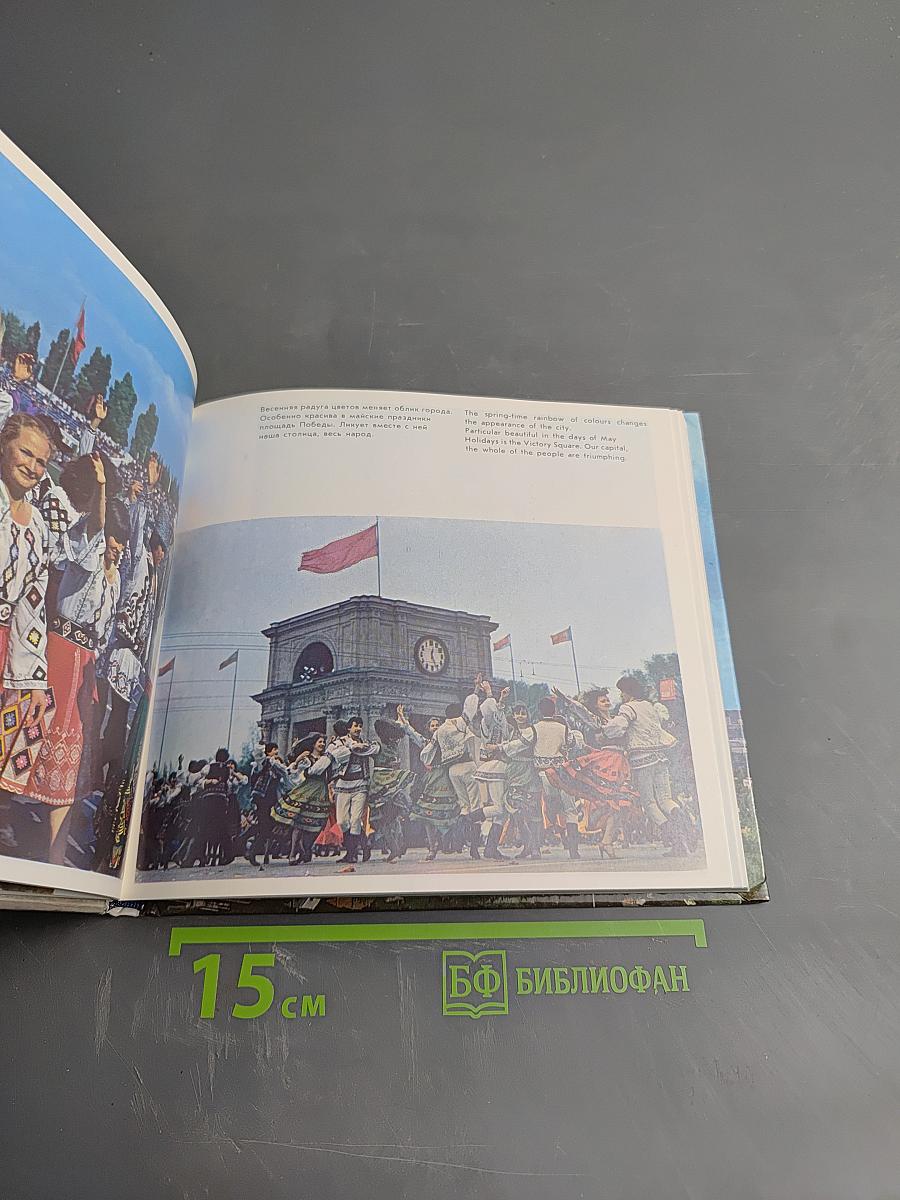 Весенняя радуга цветов меняет облик города.
Особенно красива в майские праздники
площадь Победы. Ликует вместе с ней
наша столица, весь народ.
The spring-time rainbow of colours changes
the appearance of the city.
Particular beautiful in the days of May
Holidays is the Victory Square. Our capital,
the whole of the people are triumphing.
15 см
БФ БИБЛИОФАН